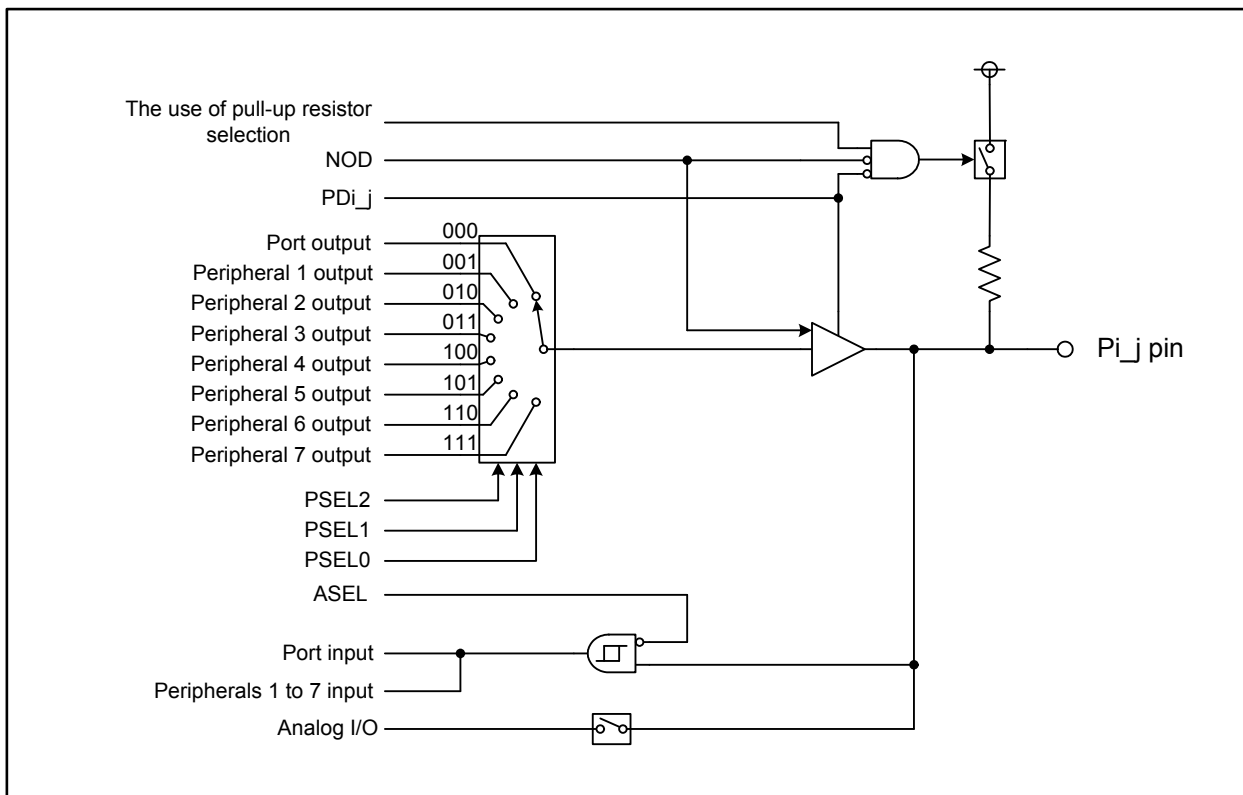 The use of pull-up resistor
selection
NOD
PDi_j
Port output 000
Peripheral 1 output 001
Peripheral 2 output 010
Peripheral 3 output 011
Peripheral 4 output 100
Peripheral 5 output 101
Peripheral 6 output 110
Peripheral 7 output 111
Pi_j pin
PSEL2
PSEL1
PSEL0
ASEL
Port input
Peripherals 1 to 7 input
Analog I/O